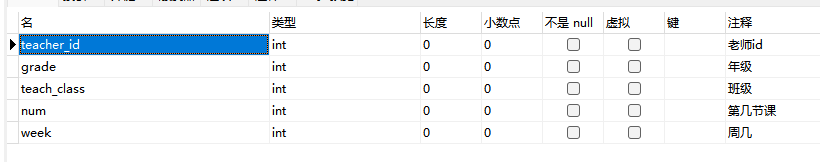 名 类型 长度 小数点 不是 null 虚拟 键 注释
teacher_id int 0 0 老师id
grade int 0 0 年级
teach_class int 0 0 班级
num int 0 0 第几节课
week int 0 0 周几